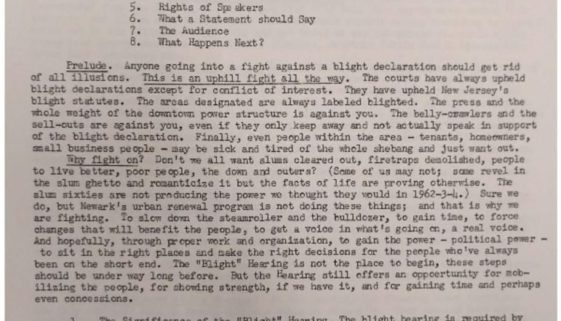 5. Rights of Speakers
6. What a Statement should Say
7. The Audience
8. What Happens Next?
Prelude. Anyone going into a fight against a blight declaration should get rid
of all illusions. This is an uphill fight all the way. The courts have always upheld
blight declarations except for conflict of interest. They have upheld New Jersey's
blight statutes. The areas designated are always labeled blighted. The press and the
whole weight of the downtown power structure is against you. The belly-crawlers and the
sell-outs are against you, even if they only keep away and not actually speak in support
of the blight declaration. Finally, even people within the area - tenants, homeowners,
small business people - may be sick and tired of the whole shebang and just want out.
Why fight on? Don't we all want slums cleared out, firetraps demolished, people
to live better, poor people, the down and outers? (Some of us may not; some revel in
the slum ghetto and romanticize it but the facts of life are proving otherwise. The
slum sixties are not producing the power we thought they would in 1962-3-4.) Sure we
do, but Newark's urban renewal program is not doing these things; and that is why we
are fighting. To slow down the steamroller and the bulldozer, to gain time, to force
changes that will benefit the people, to get a voice in what's going on, a real voice.
And hopefully, through proper work and organization, to gain the power - political power -
to sit in the right places and make the right decisions for the people who've always
been on the short end. The "Blight" Hearing is not the place to begin, these steps
should be under way long before. But the Hearing still offers an oppertunity for mob-
ilizing the people, for showing strength, if we have it, and for gaining time and perhaps
even concessions.
The Significance of the "Blight" Hearing. The blight hearing is required by